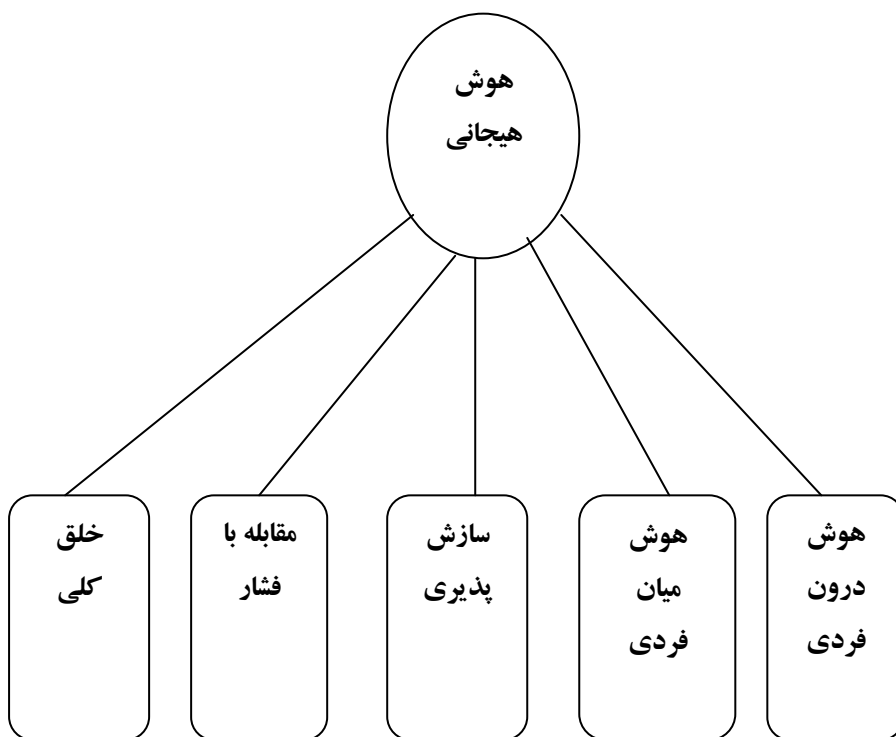 هوش
هیجانی
هوش
درون
فردی
هوش
میان
فردی
سازش
پذیری
مقابله با
فشار
خلق
کلی